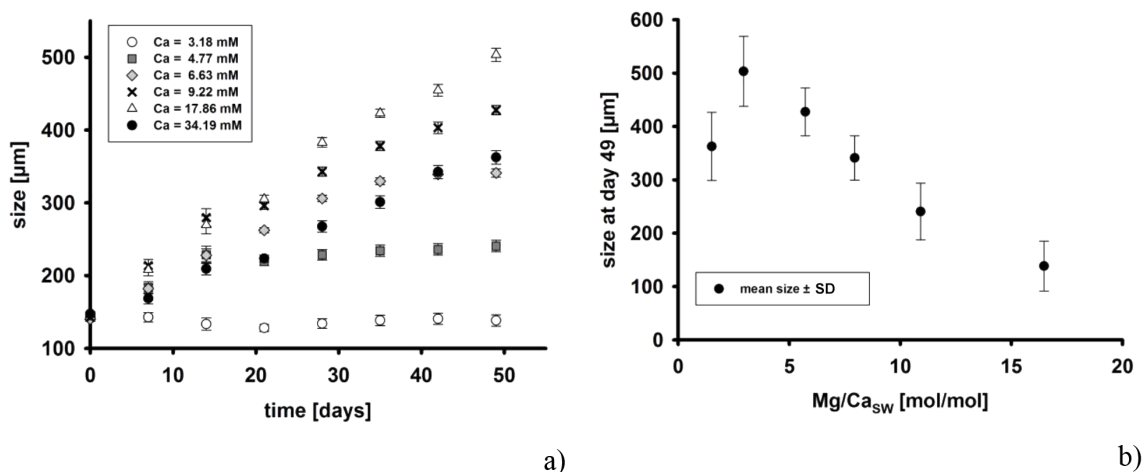 500
400
300
200
100
size [µm]
Ca = 3.18 mM
Ca = 4.77 mM
Ca = 6.63 mM
Ca = 9.22 mM
Ca = 17.86 mM
Ca = 34.19 mM
0 10 20 30 40 50
time [days]
a)
600
500
400
300
200
100
0
size at day 49 [µm]
mean size ± SD
0 5 10 15 20
Mg/CaSW [mol/mol]
b)